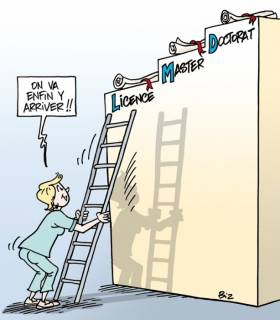 DOCTORAT
MASTER
LICENCE
ON VA
ENFIN Y
ARRIVER!!
Biz